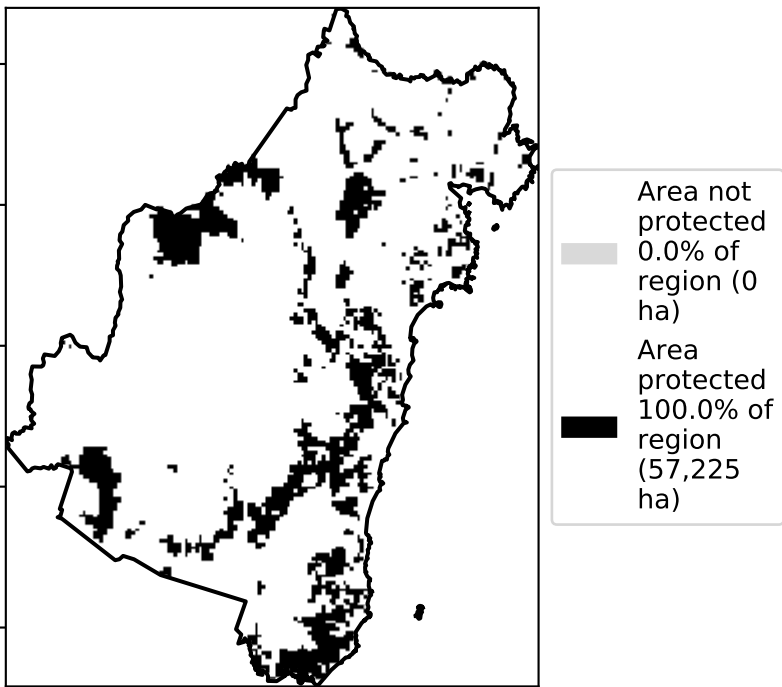 Area not
protected
0.0% of
region (0
ha)
Area
protected
100.0% of
region
(57,225
ha)